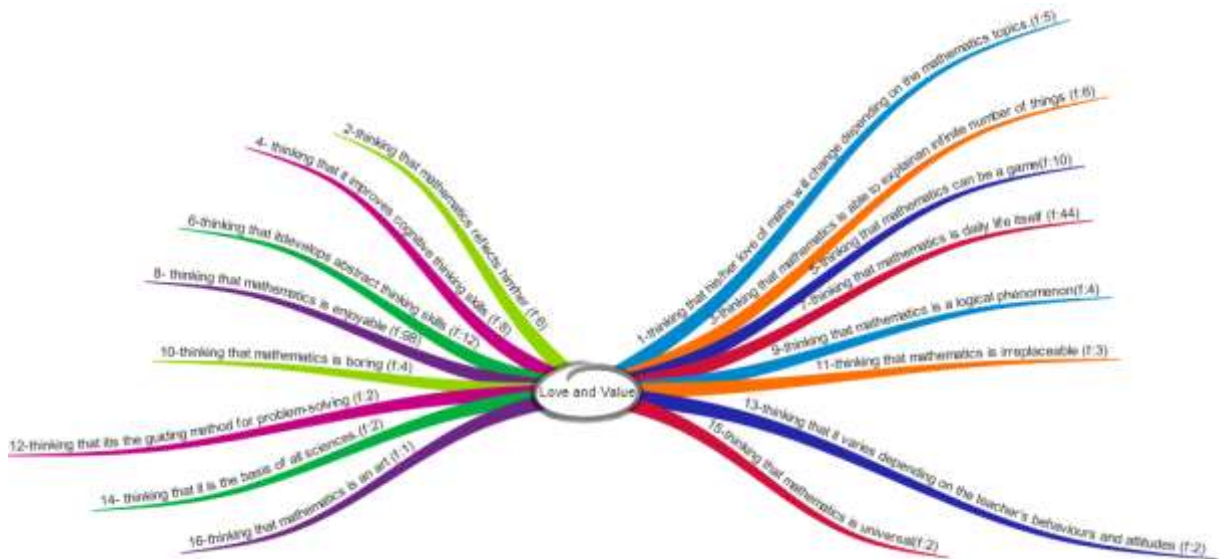 1-thinking that his/her love of maths will change depending on the mathematics topics (f:5)
2-thinking that mathematics reflects him/her (f:6)
3-thinking that mathematics is able to explainan infinite number of things (f:6)
4- thinking that it improves cognitive thinking skills (f:8)
5-thinking that mathematics can be a game(f:10)
6-thinking that itdevelops abstract thinking skills (f:12)
7-thinking that mathematics is daily life itself (f:44)
8- thinking that mathematics is enjoyable (f:98)
9-thinking that mathematics is a logical phenomenon(f:4)
10-thinking that mathematics is boring (f:4)
11-thinking that mathematics is irreplaceable (f:3)
Love and Value
12-thinking that itis the guiding method for problem-solving (f:2)
13-thinking that it varies depending on the teacher's behaviours and attitudes (f:2)
14- thinking that it is the basis of all sciences (f:2)
15-thinking that mathematics is universal(f:2)
16-thinking that mathematics is an art (f:1)